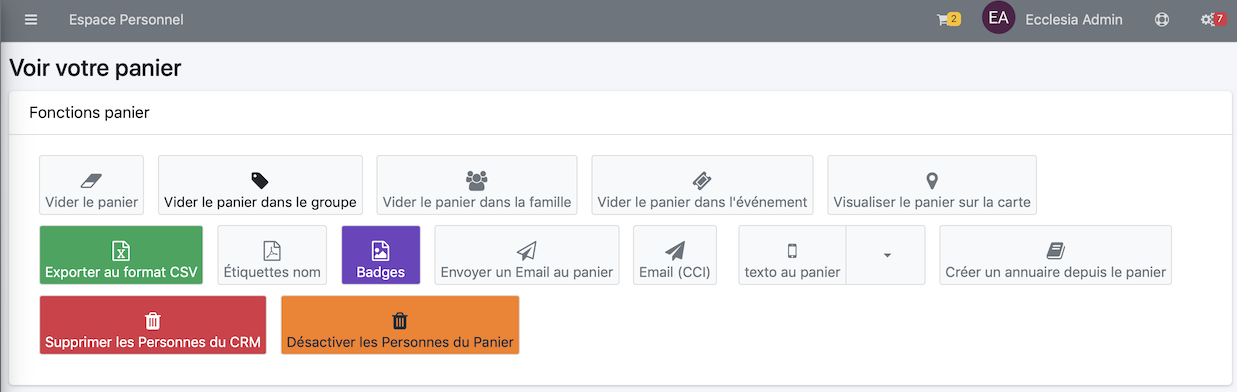 Espace Personnel 2 EA Ecclesia Admin 7
Voir votre panier
Fonctions panier
Vider le panier Vider le panier dans le groupe Vider le panier dans la famille Vider le panier dans l'événement Visualiser le panier sur la carte
Exporter au format CSV Étiquettes nom Badges Envoyer un Email au panier Email (CCI) texto au panier Créer un annuaire depuis le panier
Supprimer les Personnes du CRM Désactiver les Personnes du Panier